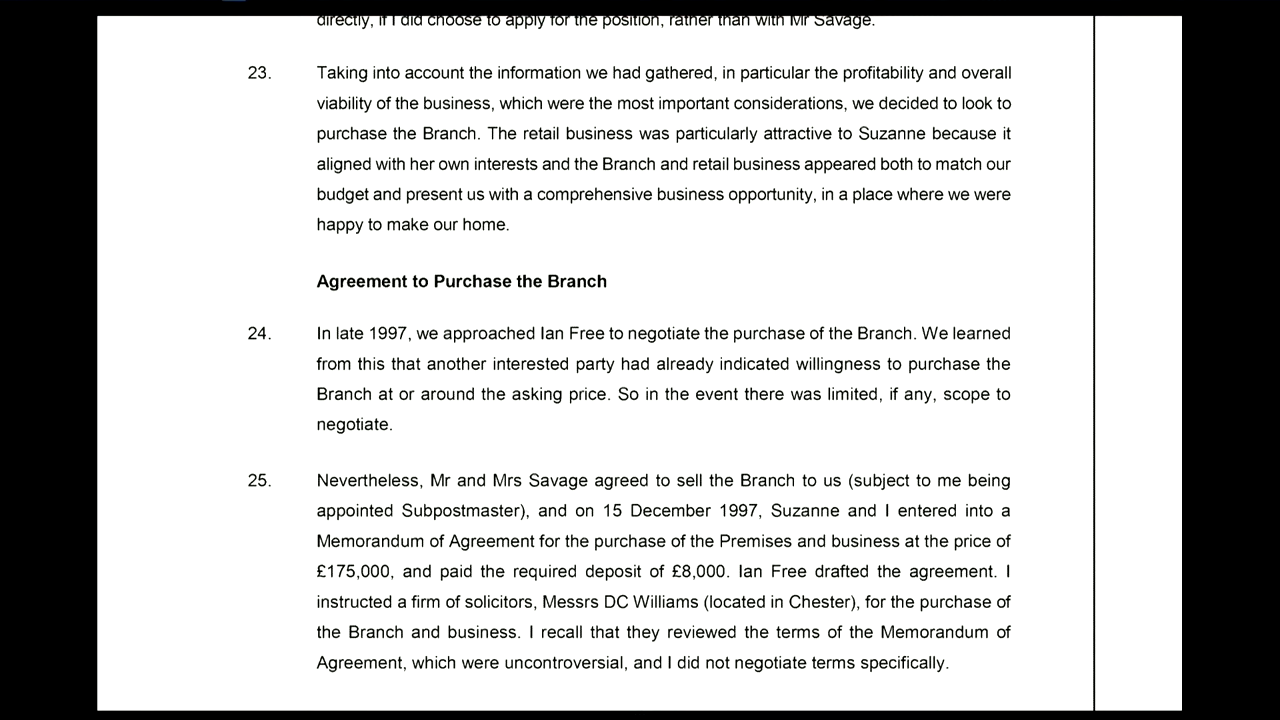 directly, if I did choose to apply for the position, rather than with Mr Savage.
23. Taking into account the information we had gathered, in particular the profitability and overall
viability of the business, which were the most important considerations, we decided to look to
purchase the Branch. The retail business was particularly attractive to Suzanne because it
aligned with her own interests and the Branch and retail business appeared both to match our
budget and present us with a comprehensive business opportunity, in a place where we were
happy to make our home.
Agreement to Purchase the Branch
24. In late 1997, we approached Ian Free to negotiate the purchase of the Branch. We learned
from this that another interested party had already indicated willingness to purchase the
Branch at or around the asking price. So in the event there was limited, if any, scope to
negotiate.
25. Nevertheless, Mr and Mrs Savage agreed to sell the Branch to us (subject to me being
appointed Subpostmaster), and on 15 December 1997, Suzanne and I entered into a
Memorandum of Agreement for the purchase of the Premises and business at the price of
£175,000, and paid the required deposit of £8,000. Ian Free drafted the agreement. I
instructed a firm of solicitors, Messrs DC Williams (located in Chester), for the purchase of
the Branch and business. I recall that they reviewed the terms of the Memorandum of
Agreement, which were uncontroversial, and I did not negotiate terms specifically.